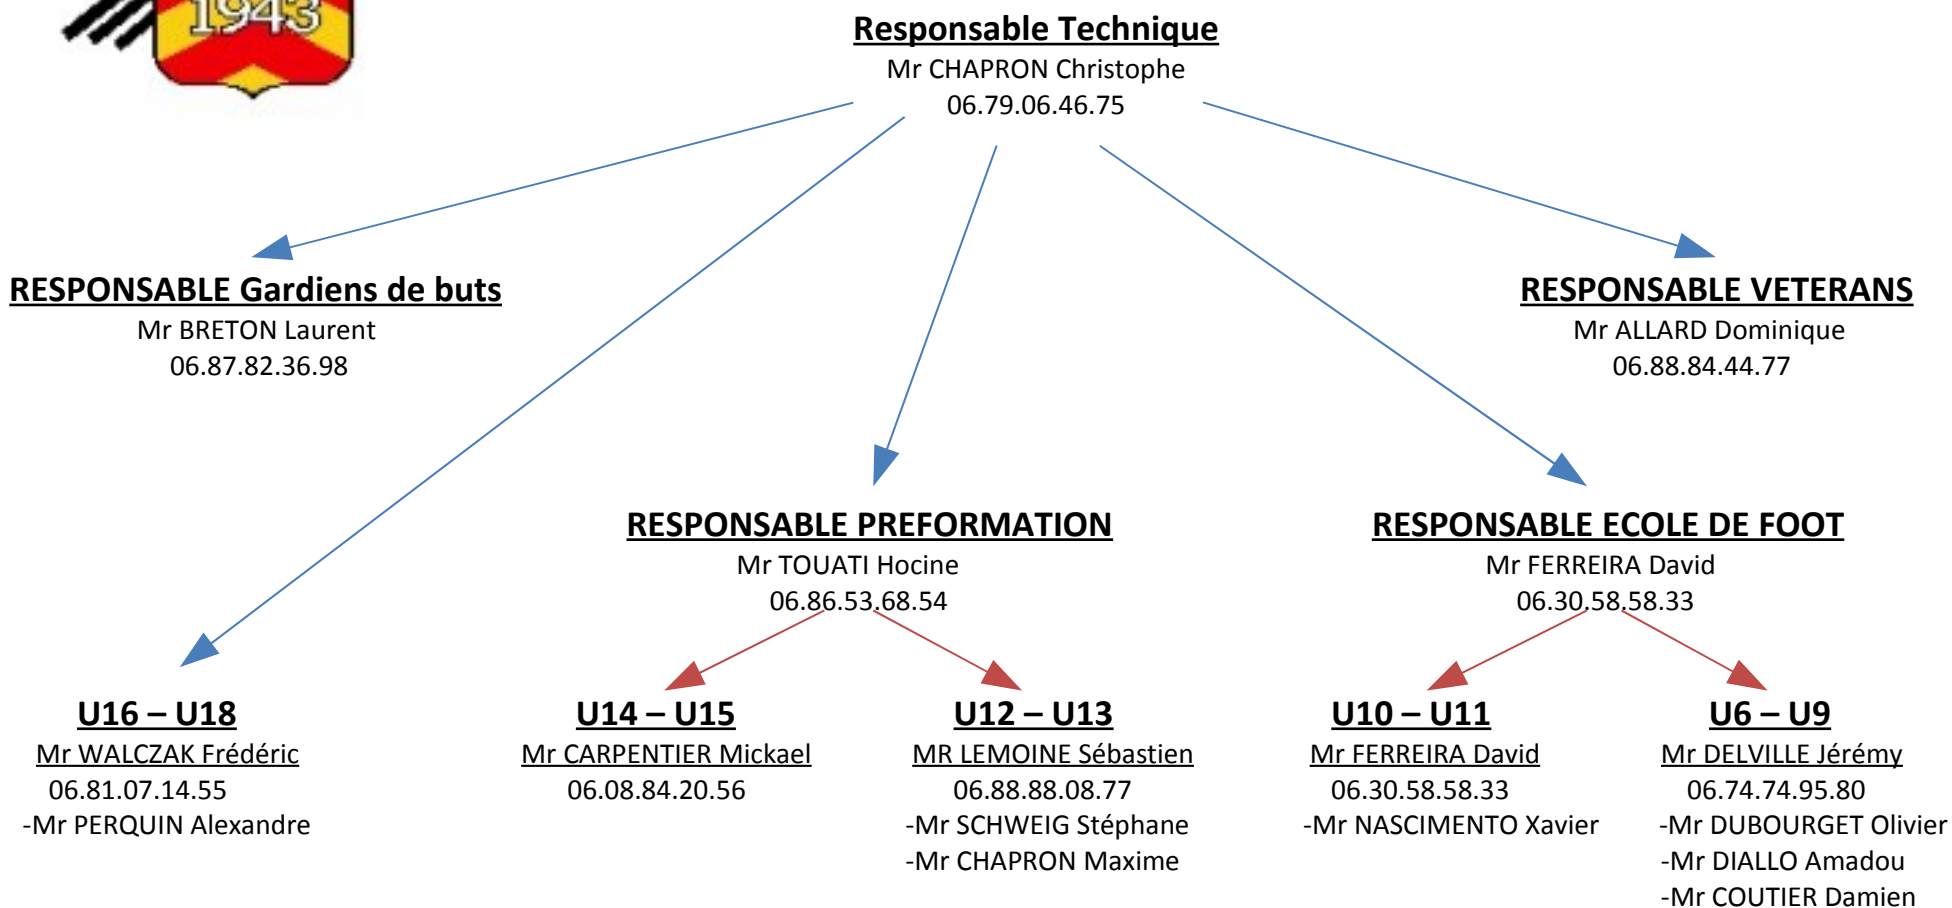 1943
Responsable Technique
Mr CHAPRON Christophe
06.79.06.46.75
RESPONSABLE Gardiens de buts
Mr BRETON Laurent
06.87.82.36.98
RESPONSABLE VETERANS
Mr ALLARD Dominique
06.88.84.44.77
RESPONSABLE PREFORMATION
Mr TOUATI Hocine
06.86.53.68.54
RESPONSABLE ECOLE DE FOOT
Mr FERREIRA David
06.30.58.58.33
U16 – U18
Mr WALCZAK Frédéric
06.81.07.14.55
-Mr PERQUIN Alexandre
U14 – U15
Mr CARPENTIER Mickael
06.08.84.20.56
U12 – U13
MR LEMOINE Sébastien
06.88.88.08.77
-Mr SCHWEIG Stéphane
-Mr CHAPRON Maxime
U10 – U11
Mr FERREIRA David
06.30.58.58.33
-Mr NASCIMENTO Xavier
U6 – U9
Mr DELVILLE Jérémy
06.74.74.95.80
-Mr DUBOURGET Olivier
-Mr DIALLO Amadou
-Mr COUTIER Damien